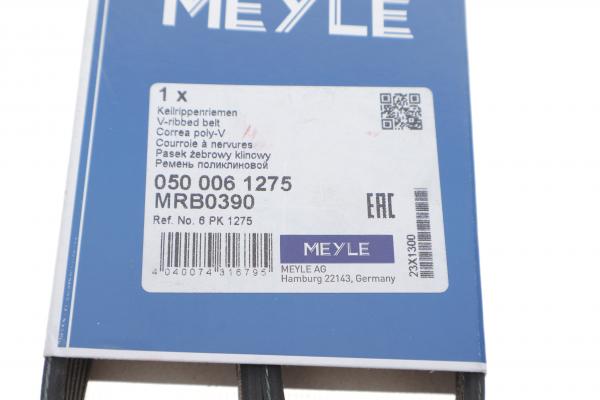 MEYLE
1 x
Keilrippenriemen
V-ribbed belt
Correa poly-V
Courroie à nervures
Pasek żebrowy klinowy
Ремень поликлиновой
050 006 1275
MRB0390
Ref. No. 6 PK 1275
EAC
23X1300
MEYLE
4 040074 316795
MEYLE AG
Hamburg 22143, Germany